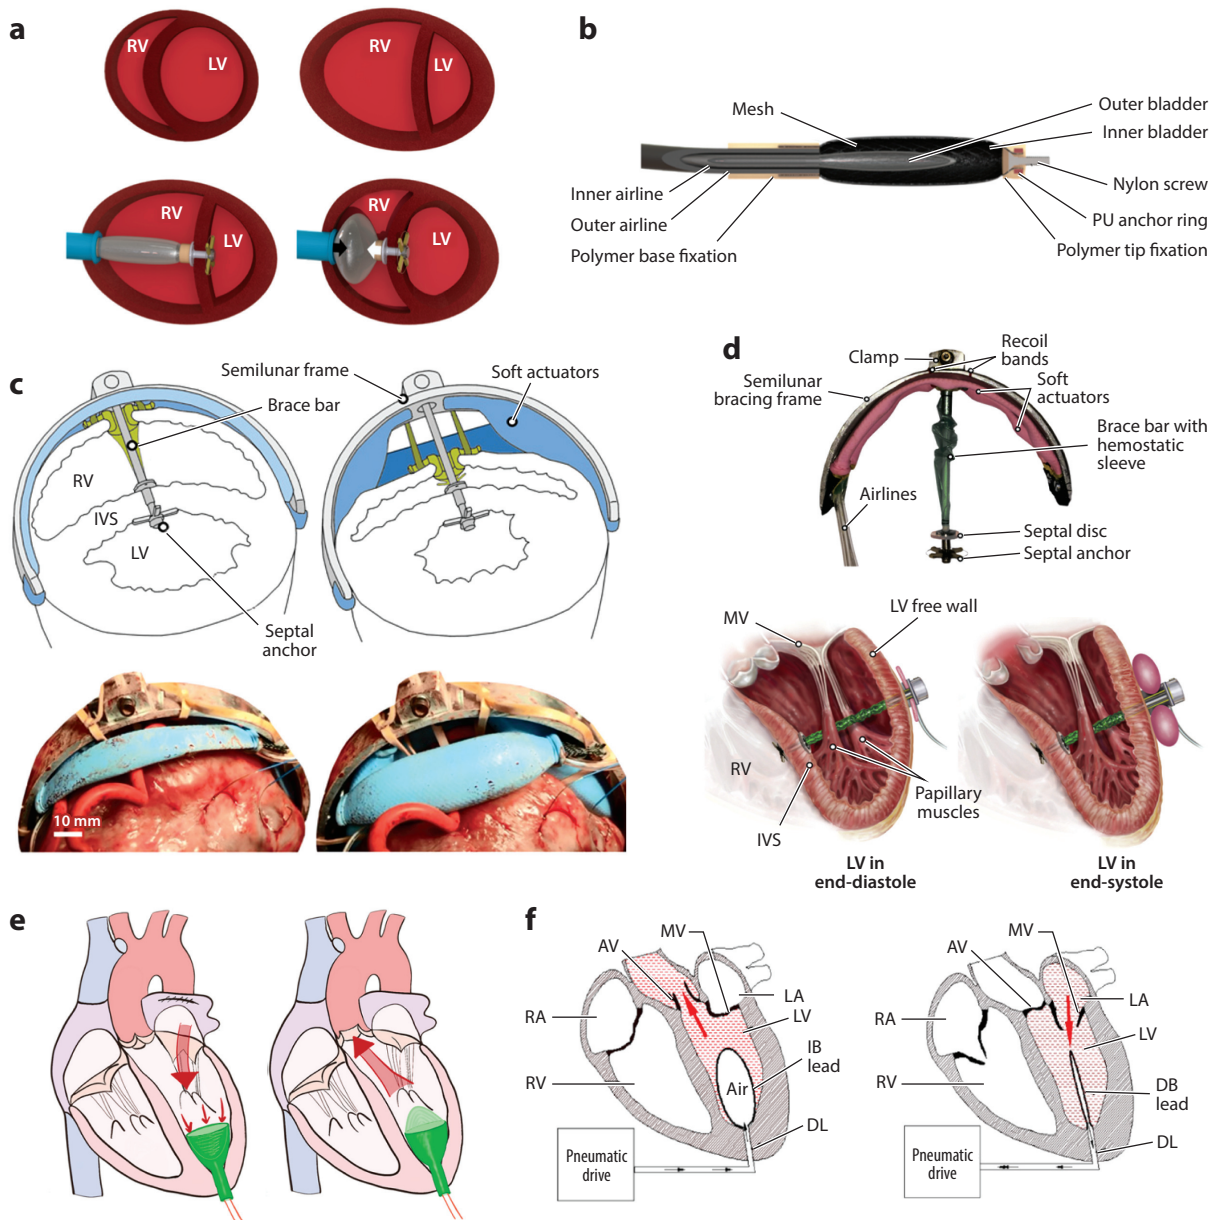 a
RV
LV
RV
LV
RV
LV
RV
LV
b
Mesh
Outer bladder
Inner bladder
Inner airline
Outer airline
Polymer base fixation
Nylon screw
PU anchor ring
Polymer tip fixation
c
Semilunar frame
Brace bar
Soft actuators
RV
IVS
LV
Septal
anchor
10 mm
d
Clamp
Recoil
bands
Semilunar
bracing frame
Soft
actuators
Brace bar with
hemostatic
sleeve
Airlines
Septal disc
Septal anchor
MV
LV free wall
RV
Papillary
muscles
IVS
LV in
end-diastole
LV in
end-systole
e
f
MV
AV
LA
LV
RA
IB
lead
RV
Air
DL
Pneumatic
drive
MV
AV
LA
RA
LV
RV
DB
lead
DL
Pneumatic
drive